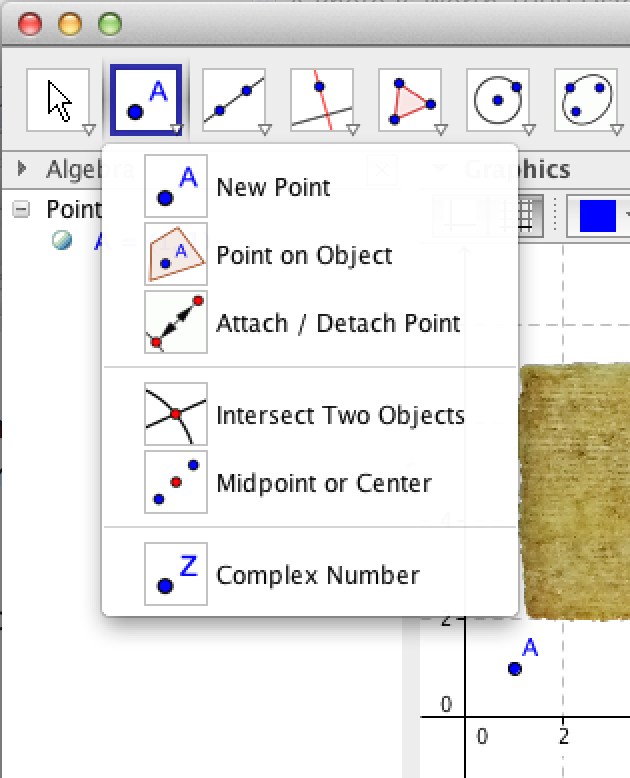 A
Algebra
Graphics
Point
A =
A
New Point
A
Point on Object
Attach / Detach Point
Intersect Two Objects
Midpoint or Center
Z
Complex Number
4
2
A
0
0
2